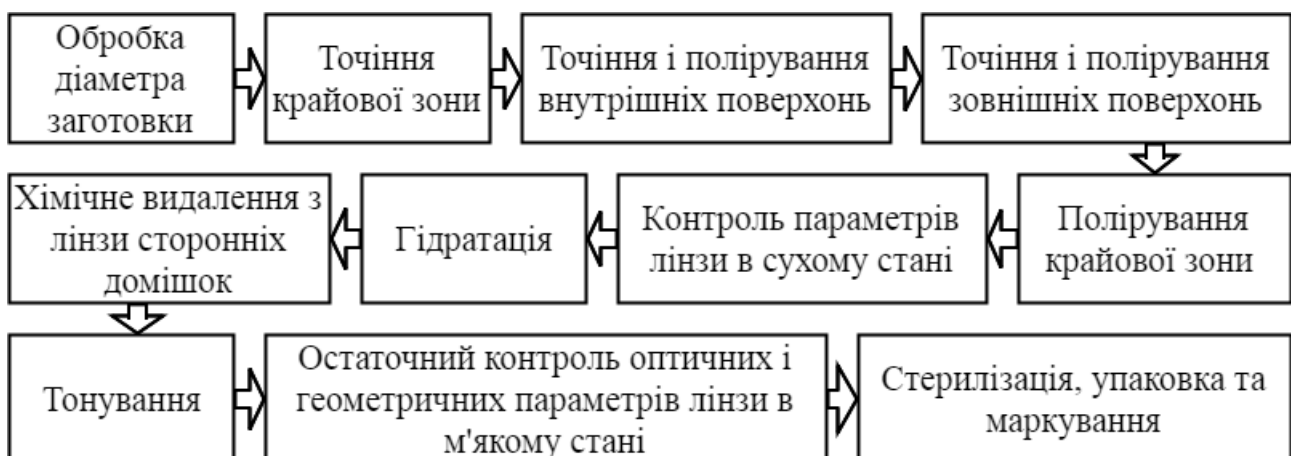 Обробка
діаметра
заготовки
Точіння
крайової зони
Точіння і полірування
внутрішніх поверхонь
Точіння і полірування
зовнішніх поверхонь
Полірування
крайової зони
Контроль параметрів
лінзи в сухому стані
Гідратація
Хімічне видалення з
лінзи сторонніх
домішок
Тонування
Остаточний контроль оптичних і
геометричних параметрів лінзи в
м'якому стані
Стерилізація, упаковка та
маркування